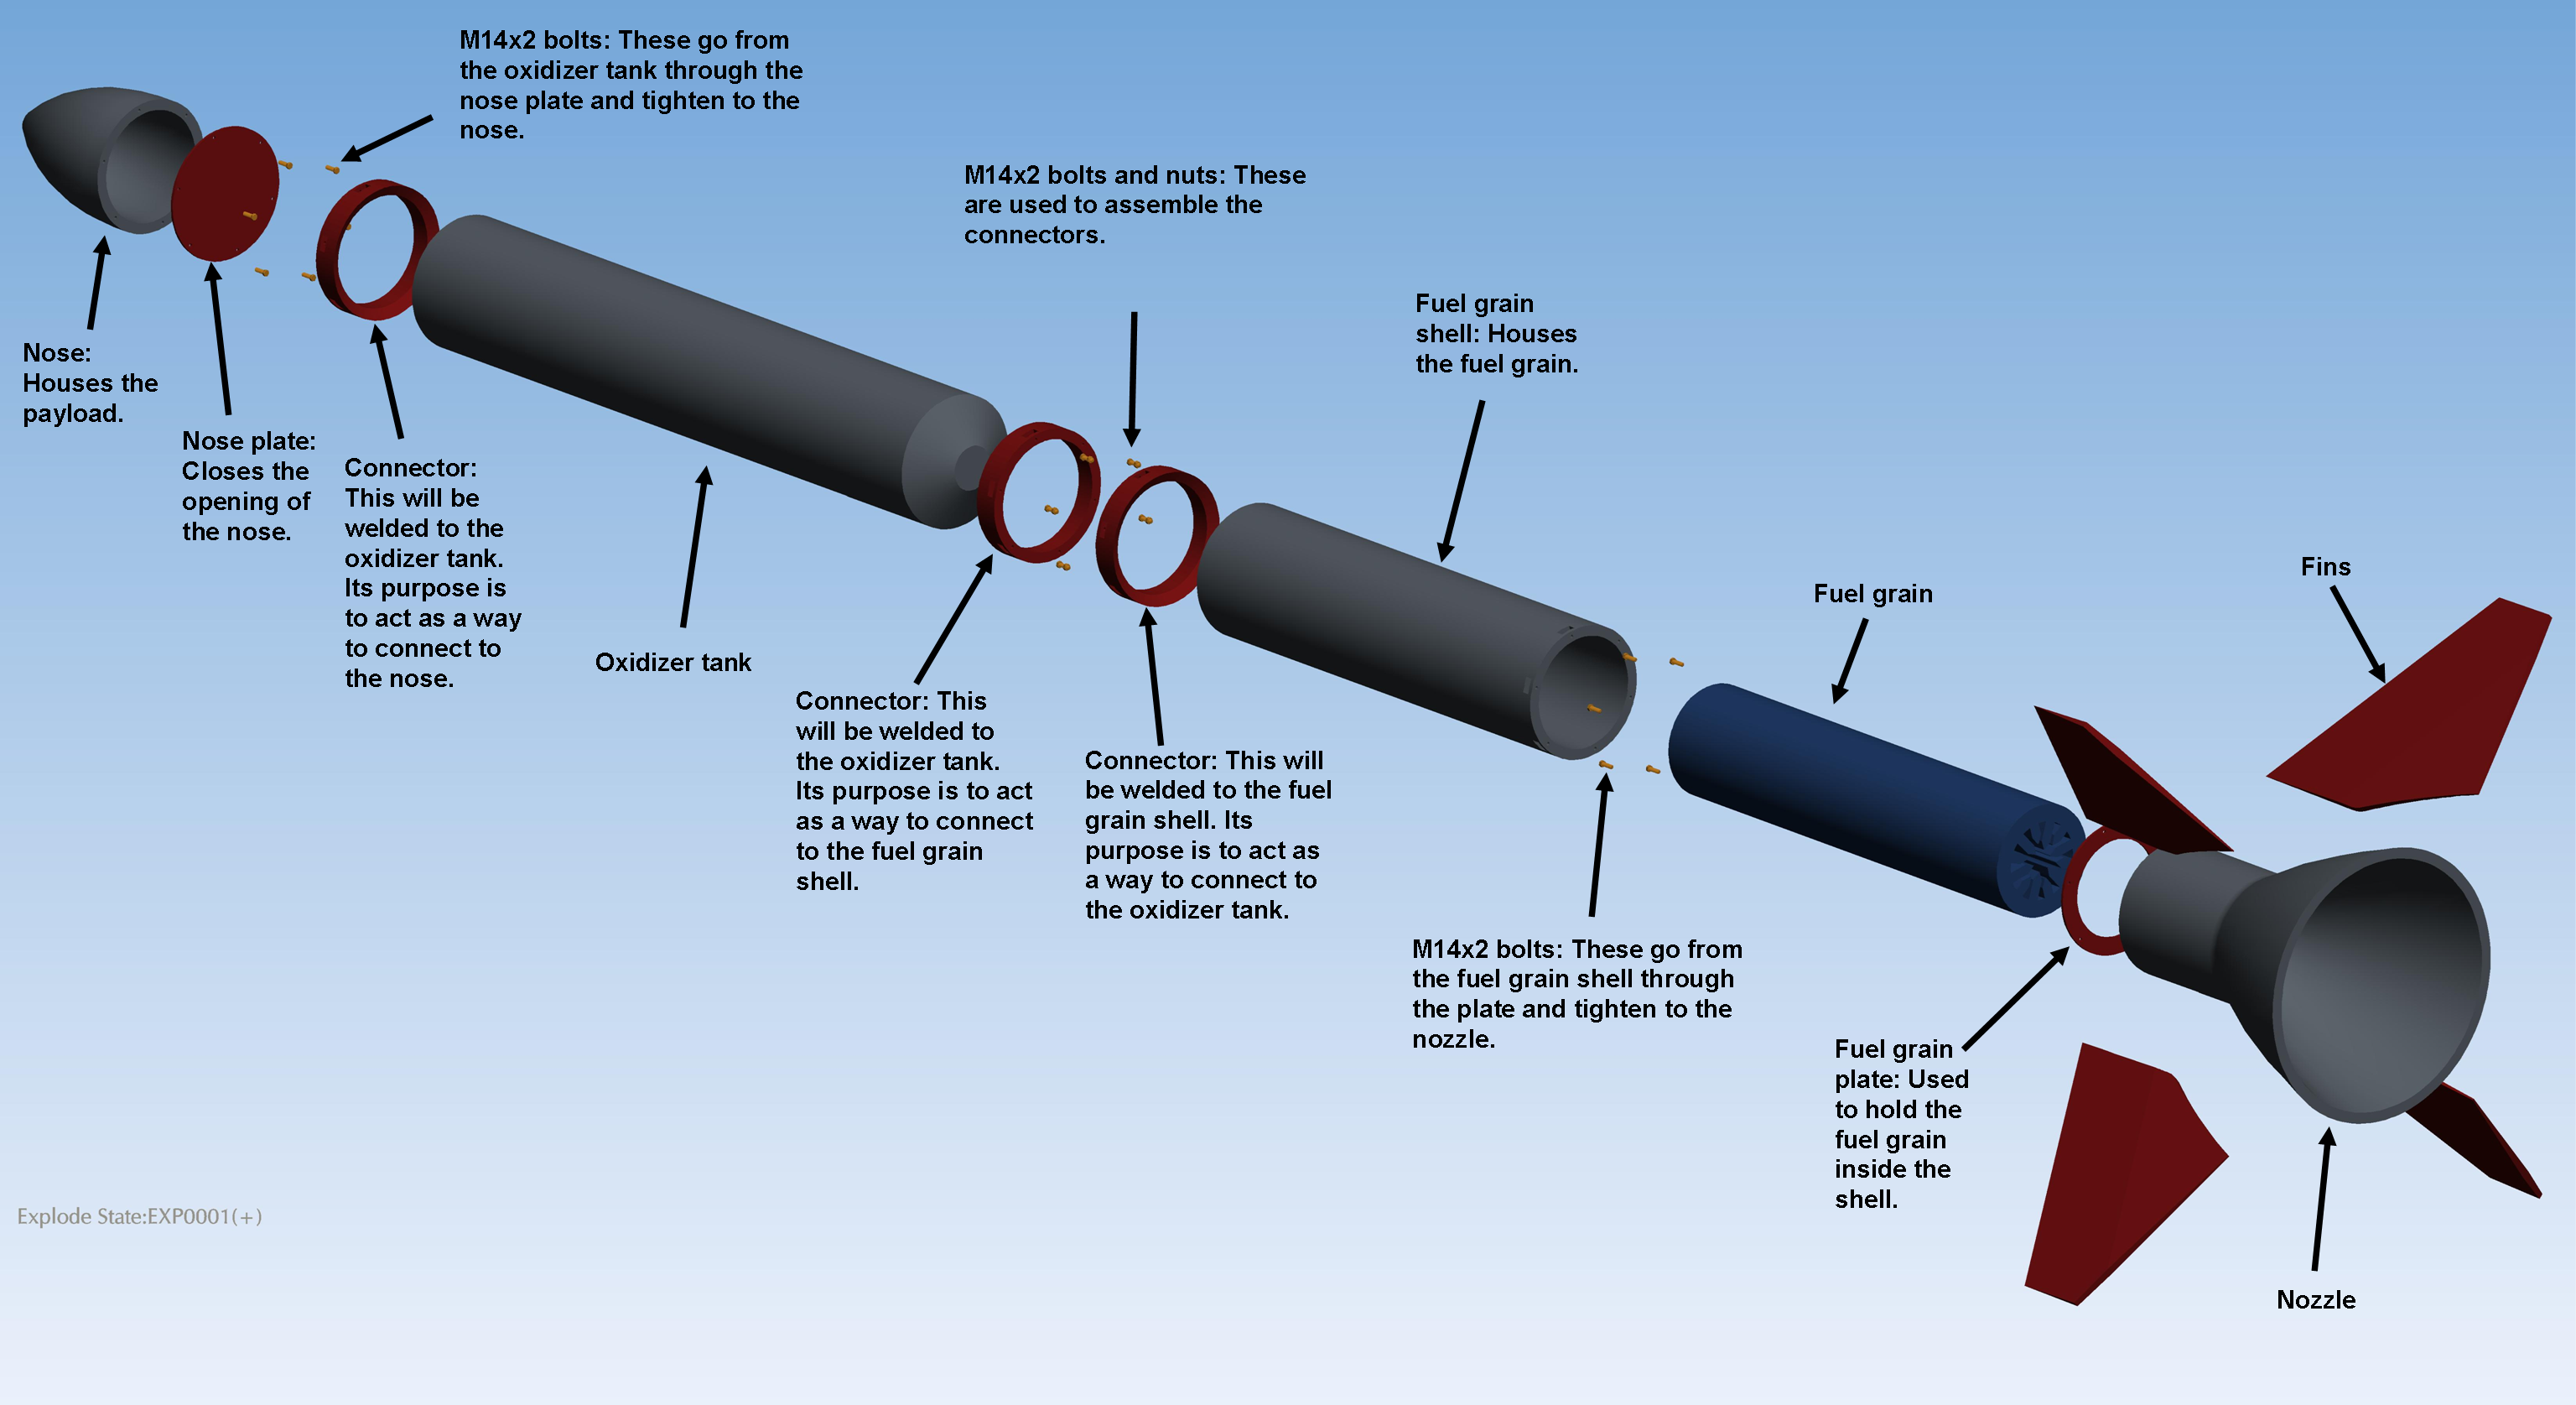 M14x2 bolts: These go from
the oxidizer tank through the
nose plate and tighten to the
nose.
M14x2 bolts and nuts: These
are used to assemble the
connectors.
Fuel grain
shell: Houses
the fuel grain.
Nose:
Houses the
payload.
Nose plate:
Closes the
opening of
the nose.
Connector:
This will be
welded to the
oxidizer tank.
Its purpose is
to act as a way
to connect to
the nose.
Oxidizer tank
Connector: This
will be welded to
the oxidizer tank.
Its purpose is to act
as a way to connect
to the fuel grain
shell.
Connector: This will
be welded to the fuel
grain shell. Its
purpose is to act as
a way to connect to
the oxidizer tank.
Fuel grain
Fins
M14x2 bolts: These go from
the fuel grain shell through
the plate and tighten to the
nozzle.
Fuel grain
plate: Used
to hold the
fuel grain
inside the
shell.
Nozzle
Explode State:EXP0001(+)